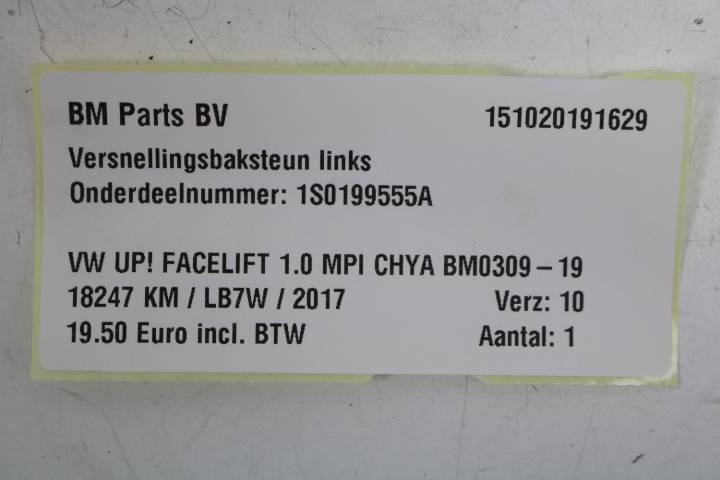 BM Parts BV 151020191629
Versnellingsbaksteun links
Onderdeelnummer: 1S0199555A
VW UP! FACELIFT 1.0 MPI CHYA BM0309 – 19
18247 KM / LB7W / 2017 Verz: 10
19.50 Euro incl. BTW Aantal: 1